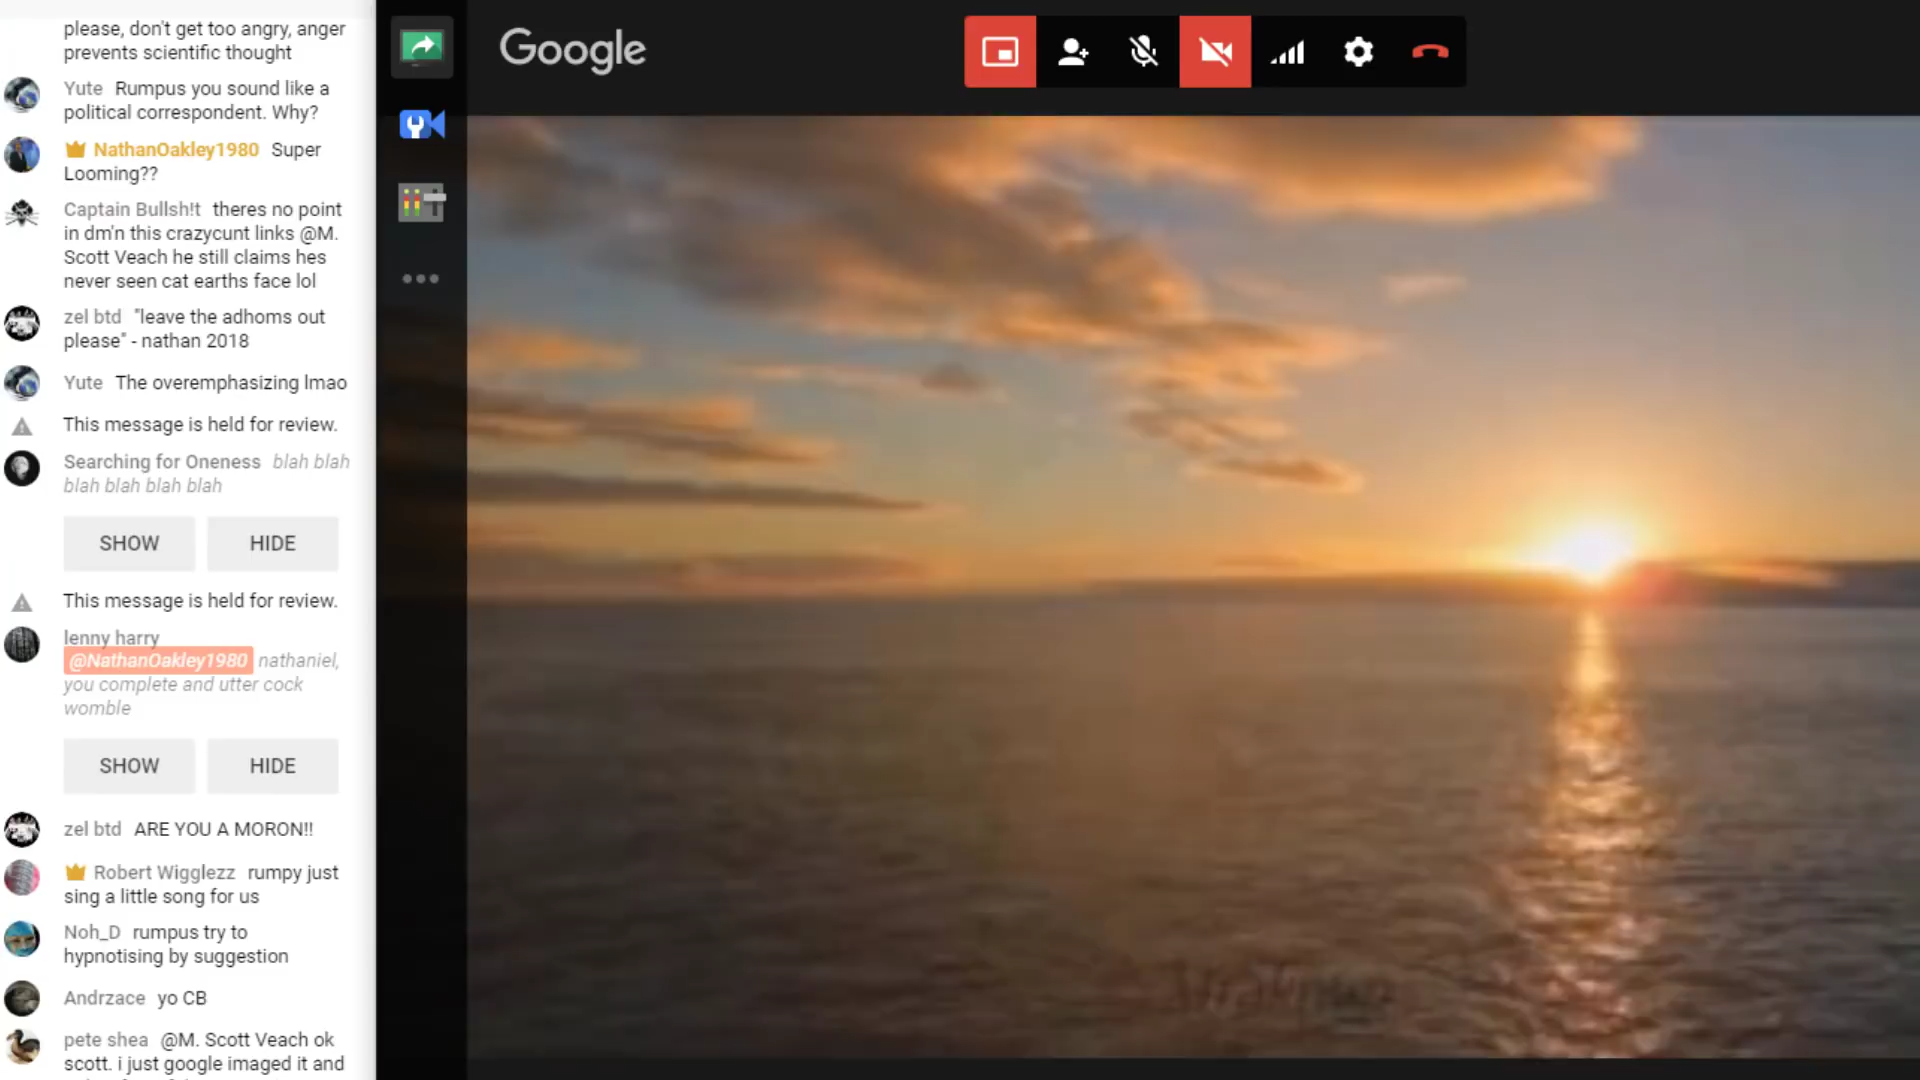 please, don't get too angry, anger
prevents scientific thought
Yute Rumpus you sound like a
political correspondent. Why?
NathanOakley1980 Super
Looming??
Captain Bullsh!t theres no point
in dm'n this crazycunt links @M.
Scott Veach he still claims hes
never seen cat earths face lol
zel btd "leave the adhoms out
please" - nathan 2018
Yute The overemphasizing lmao
This message is held for review.
Searching for Oneness blah blah
blah blah blah blah
SHOW HIDE
This message is held for review.
lenny harry
@NathanOakley1980 nathaniel,
you complete and utter cock
womble
SHOW HIDE
zel btd ARE YOU A MORON!!
Robert Wigglezz rumpy just
sing a little song for us
Noh_D rumpus try to
hypnotising by suggestion
Andrzace yo CB
pete shea @M. Scott Veach ok
scott. i just google imaged it and
Google